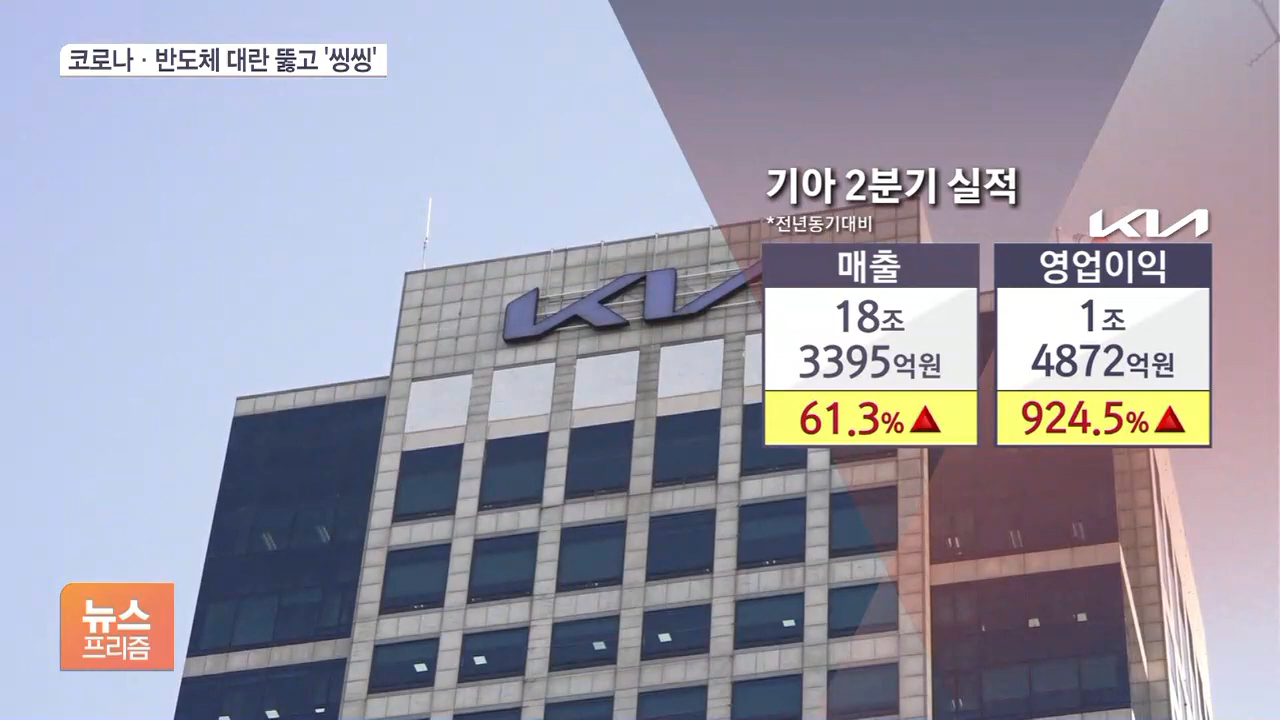 코로나 · 반도체 대란 뚫고 '씽씽'
기아 2분기 실적
*전년동기대비
KIA
매출
18조
3395억원
61.3%▲
영업이익
1조
4872억원
924.5%▲
KIA
뉴스
프리즘